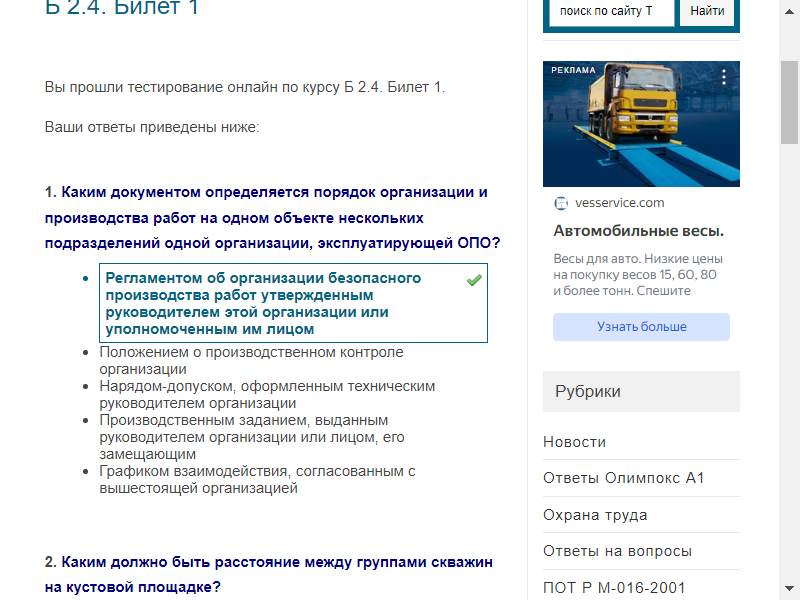 Б 2.4. Билет 1
Вы прошли тестирование онлайн по курсу Б 2.4. Билет 1.
Ваши ответы приведены ниже:
1. Каким документом определяется порядок организации и
производства работ на одном объекте нескольких
подразделений одной организации, эксплуатирующей ОПО?
Регламентом об организации безопасного
производства работ утвержденным
руководителем этой организации или
уполномоченным им лицом
Положением о производственном контроле
организации
Нарядом-допуском, оформленным техническим
руководителем организации
Производственным заданием, выданным
руководителем организации или лицом, его
замещающим
Графиком взаимодействия, согласованным с
вышестоящей организацией
2. Каким должно быть расстояние между группами скважин
на кустовой площадке?
поиск по сайту Т
Найти
РЕКЛАМА
vesservice.com
Автомобильные весы.
Весы для авто. Низкие цены
на покупку весов 15, 60, 80
и более тонн. Спешите
Узнать больше
Рубрики
Новости
Ответы Олимпокс А1
Охрана труда
Ответы на вопросы
ПОТ Р М-016-2001